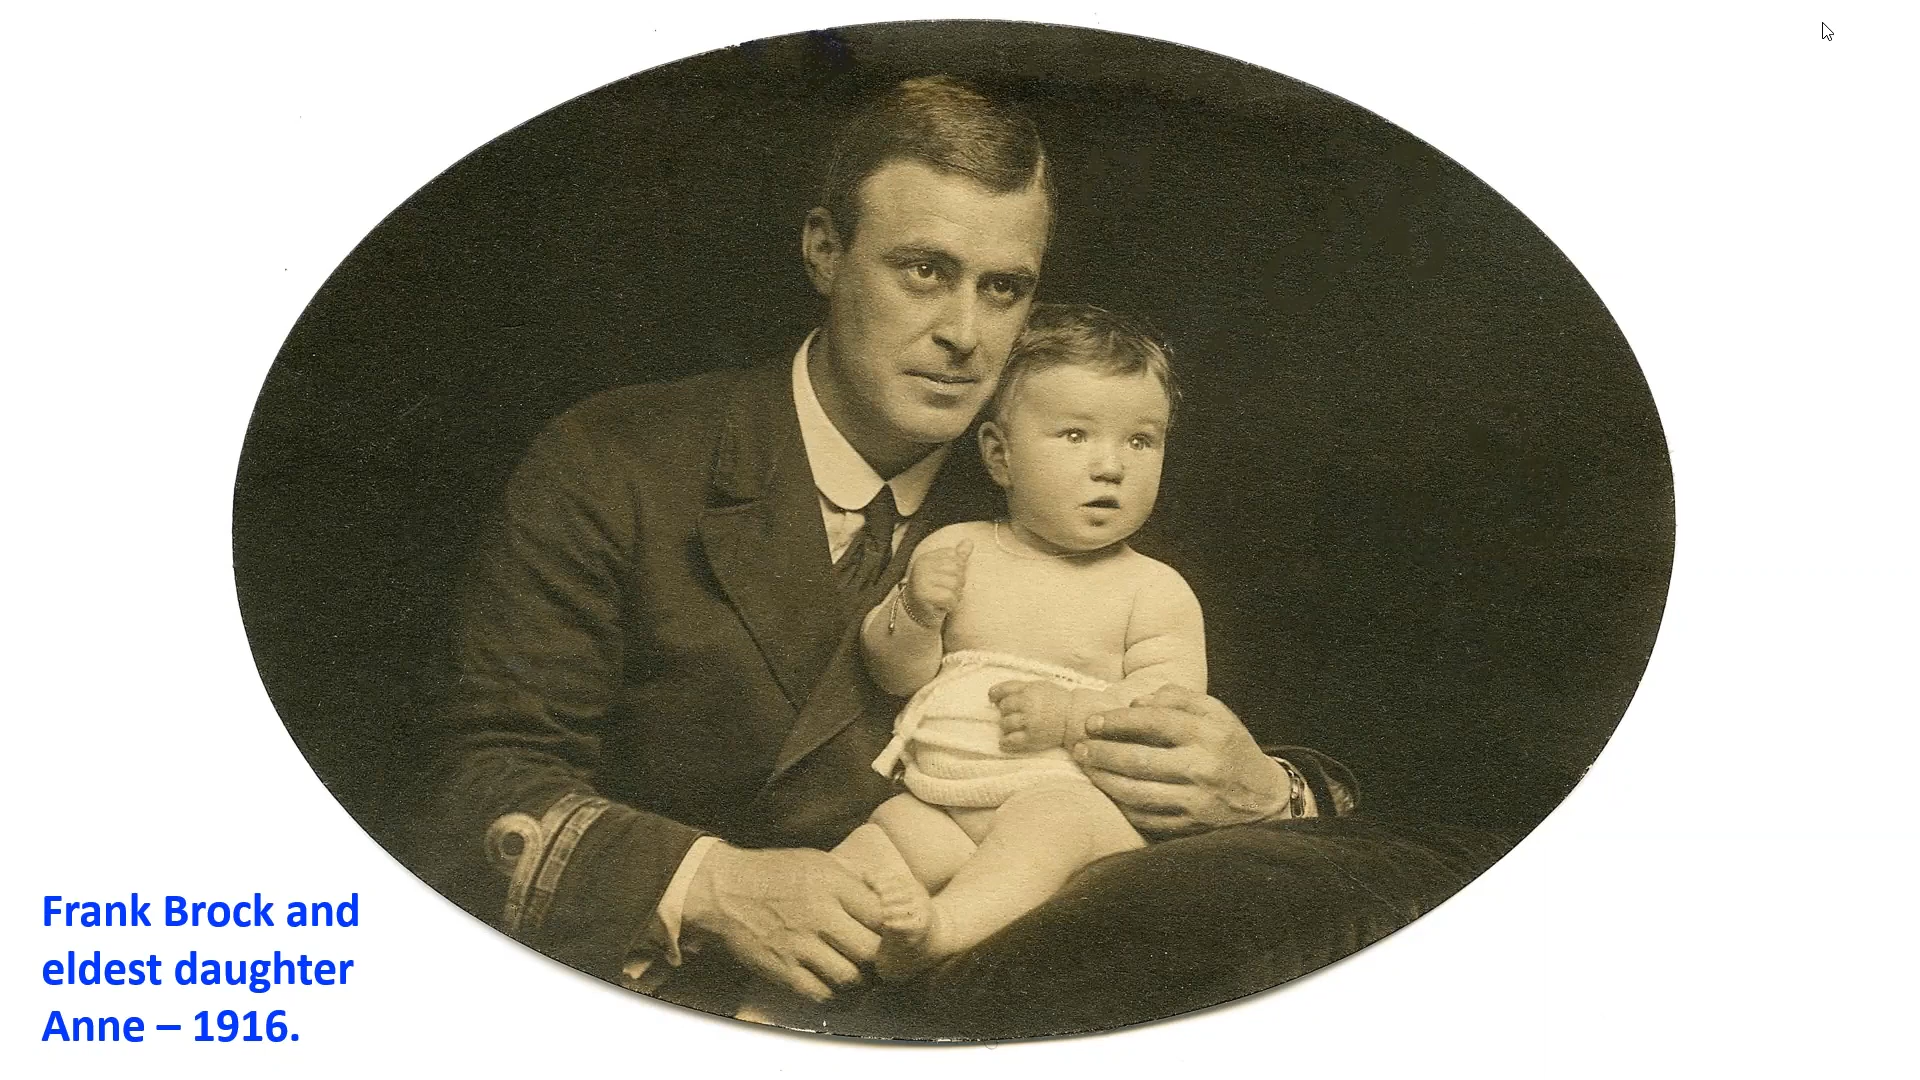 Frank Brock and
eldest daughter
Anne – 1916.